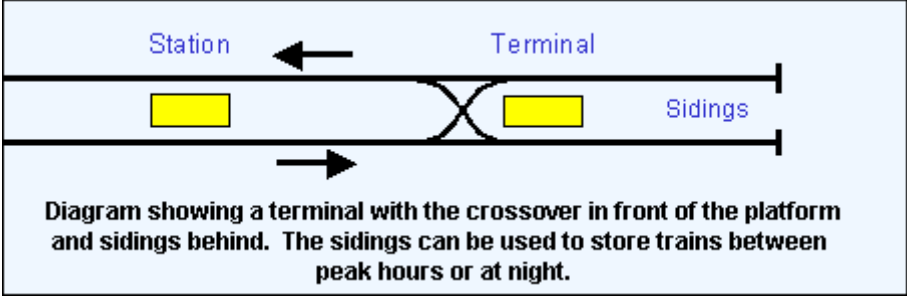 Station
Terminal
Sidings
Diagram showing a terminal with the crossover in front of the platform
and sidings behind.  The sidings can be used to store trains between
peak hours or at night.